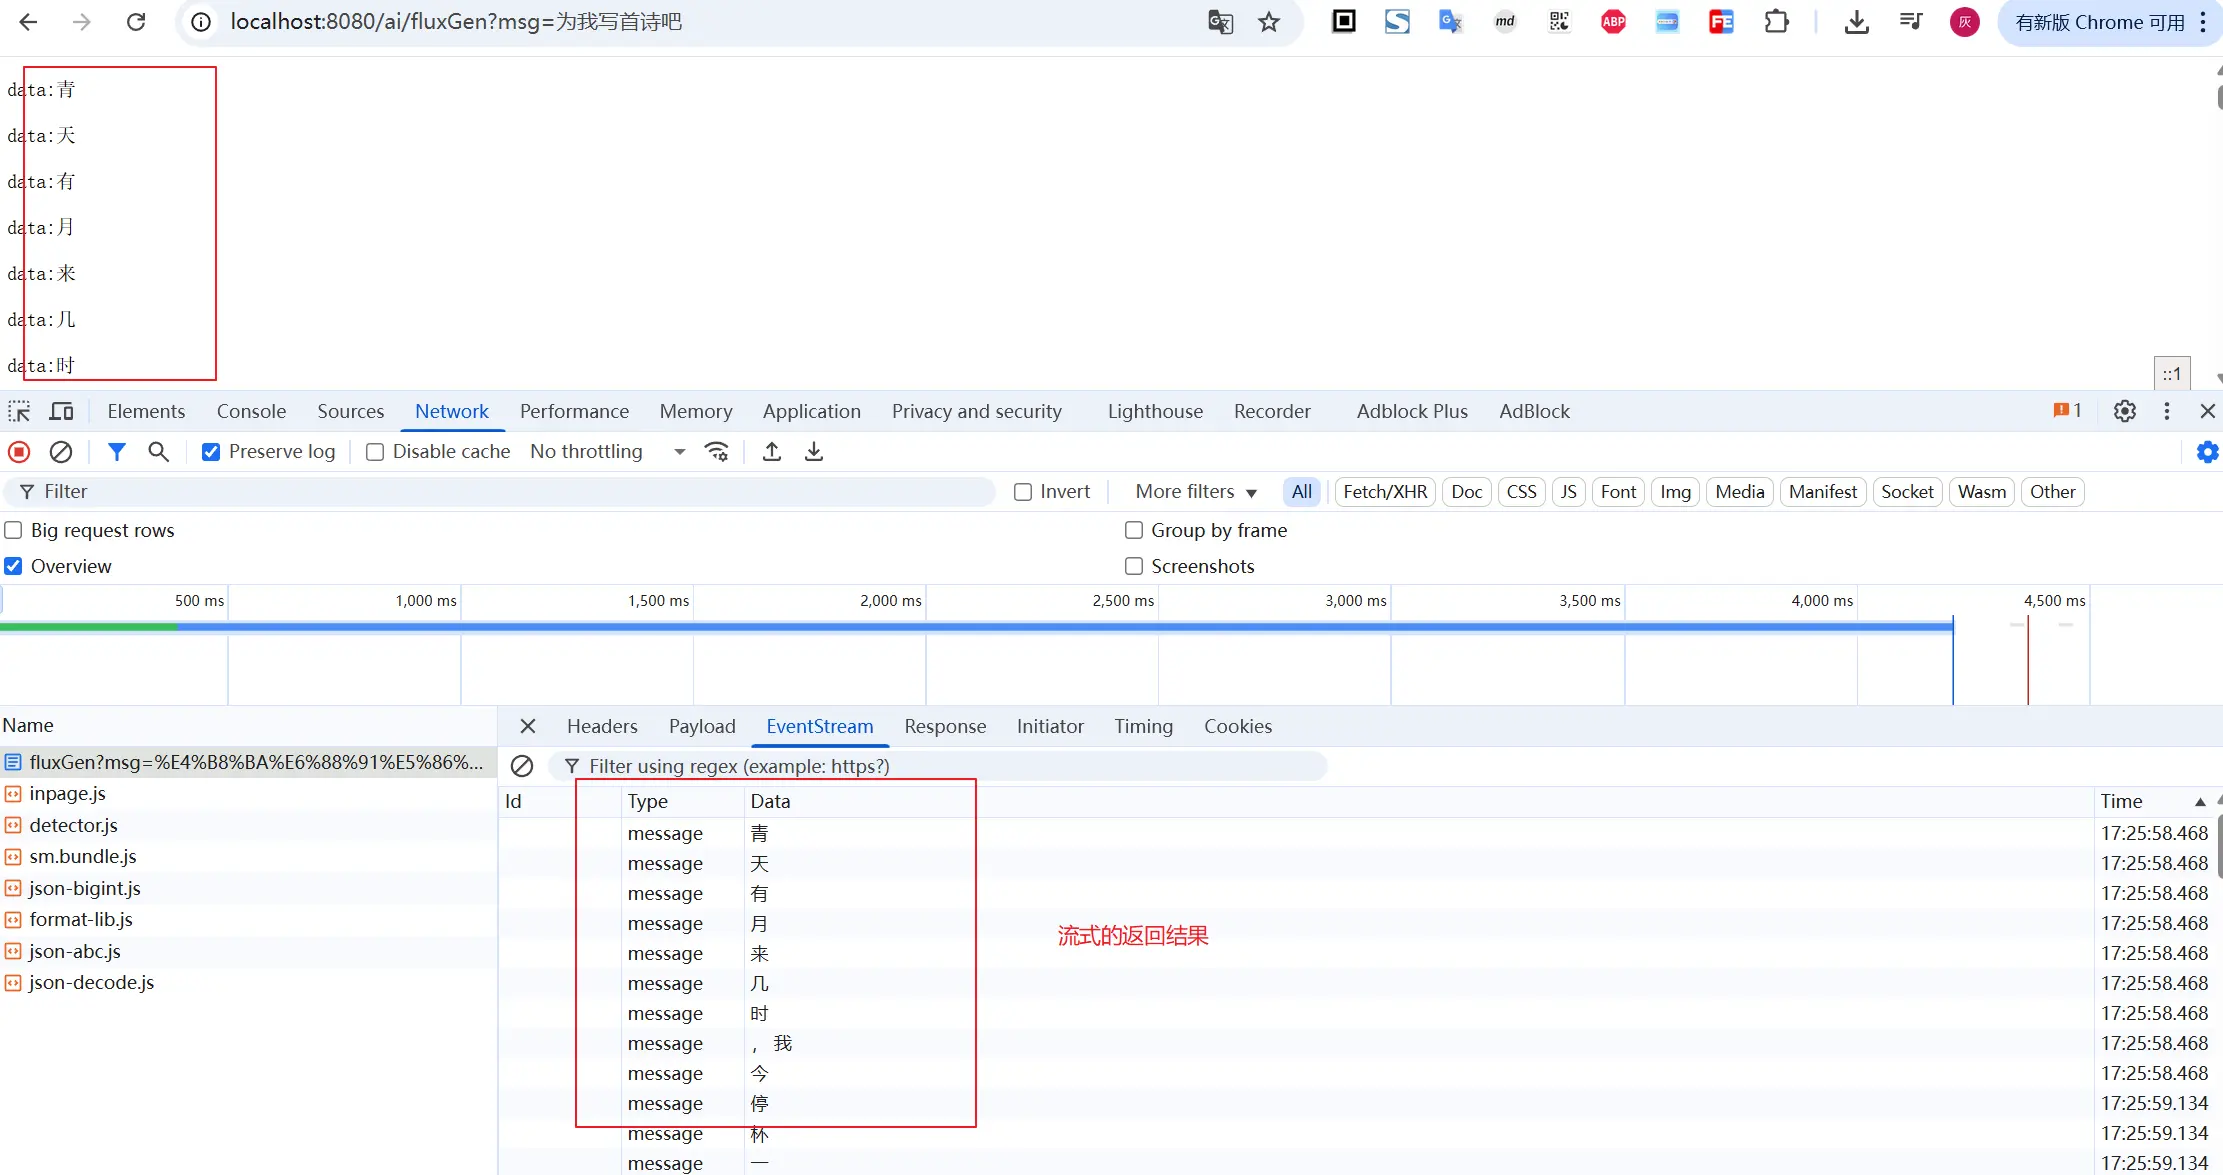 localhost:8080/ai/fluxGen?msg=为我写首诗吧 md ABP FE 灰 有新版 Chrome 可用
data:青
data:天
data:有
data:月
data:来
data:几
data:时
::1
Elements Console Sources Network Performance Memory Application Privacy and security Lighthouse Recorder Adblock Plus AdBlock 1
Preserve log Disable cache No throttling
Filter Invert More filters All Fetch/XHR Doc CSS JS Font Img Media Manifest Socket Wasm Other
Big request rows Group by frame
Overview Screenshots
500 ms 1,000 ms 1,500 ms 2,000 ms 2,500 ms 3,000 ms 3,500 ms 4,000 ms 4,500 ms
Name
fluxGen?msg=%E4%B8%BA%E6%88%91%E5%86%...
inpage.js
detector.js
sm.bundle.js
json-bigint.js
format-lib.js
json-abc.js
json-decode.js
Headers Payload EventStream Response Initiator Timing Cookies
Filter using regex (example: https?)
Id Type Data Time
message 青 17:25:58.468
message 天 17:25:58.468
message 有 17:25:58.468
message 月 17:25:58.468
message 来 17:25:58.468
message 几 17:25:58.468
message 时 17:25:58.468
message ，我 17:25:58.468
message 今 17:25:58.468
message 停 17:25:59.134
message 杯 17:25:59.134
message 一 17:25:59.134
流式的返回结果